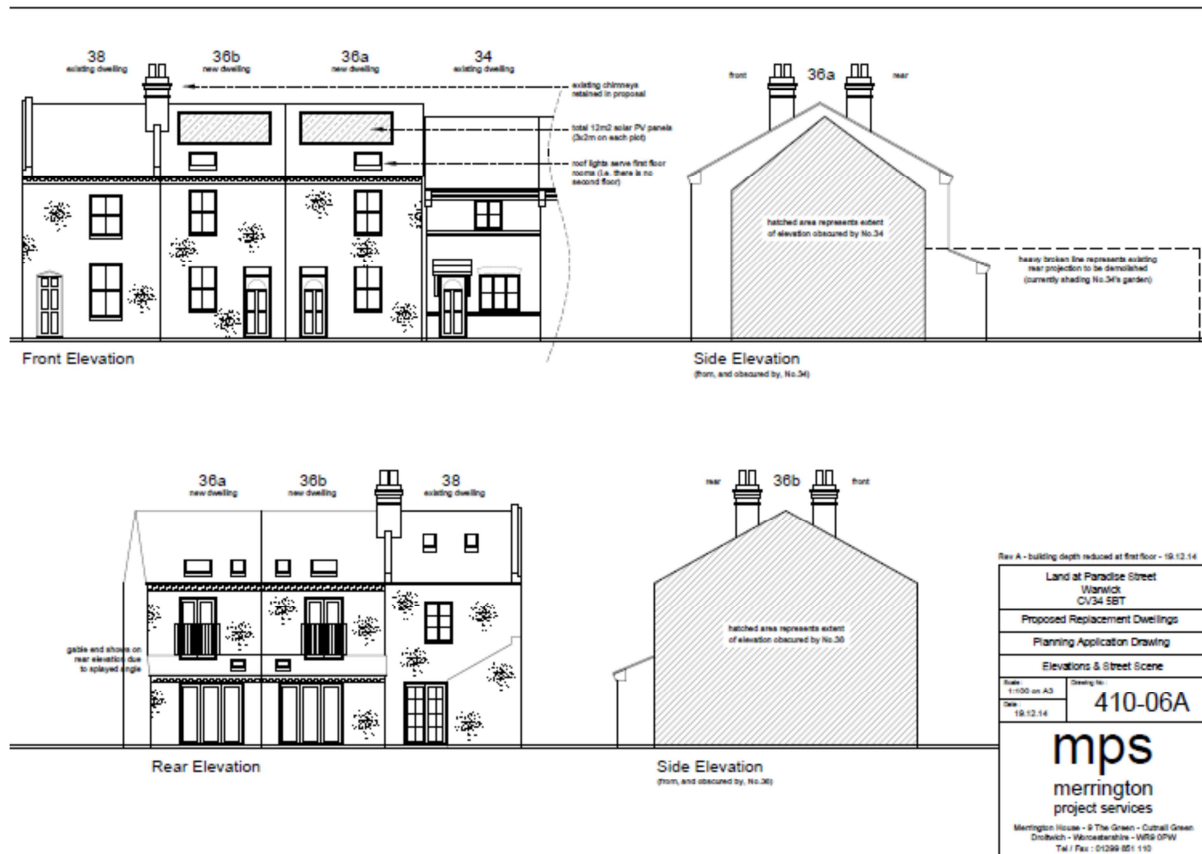 38
existing dwelling
36b
new dwelling
36a
new dwelling
34
existing dwelling
existing chimneys
retained in proposal
total 12m2 solar PV panels
(3x2m on each plot)
roof lights serve first floor
rooms (i.e. there is no
second floor)
Front Elevation
front
36a
rear
hatched area represents extent
of elevation obscured by No.34
heavy broken line represents existing
rear projection to be demolished
(currently shading No.34's garden)
Side Elevation
(from, and obscured by, No.34)
36a
new dwelling
36b
new dwelling
38
existing dwelling
gable end shows on
rear elevation due
to splayed angle
Rear Elevation
rear
36b
front
hatched area represents extent
of elevation obscured by No.38
Side Elevation
(from, and obscured by, No.38)
Rev A - building depth reduced at first floor - 19.12.14
Land at Paradise Street
Warwick
CV34 5BT
Proposed Replacement Dwellings
Planning Application Drawing
Elevations & Street Scene
Scale:
1:100 on A3
Date:
19.12.14
Drawing No:
410-06A
mps
merrington
project services
Merrington House - 9 The Green - Cutnall Green
Droitwich - Worcestershire - WR9 0PW
Tel / Fax : 01299 851 110